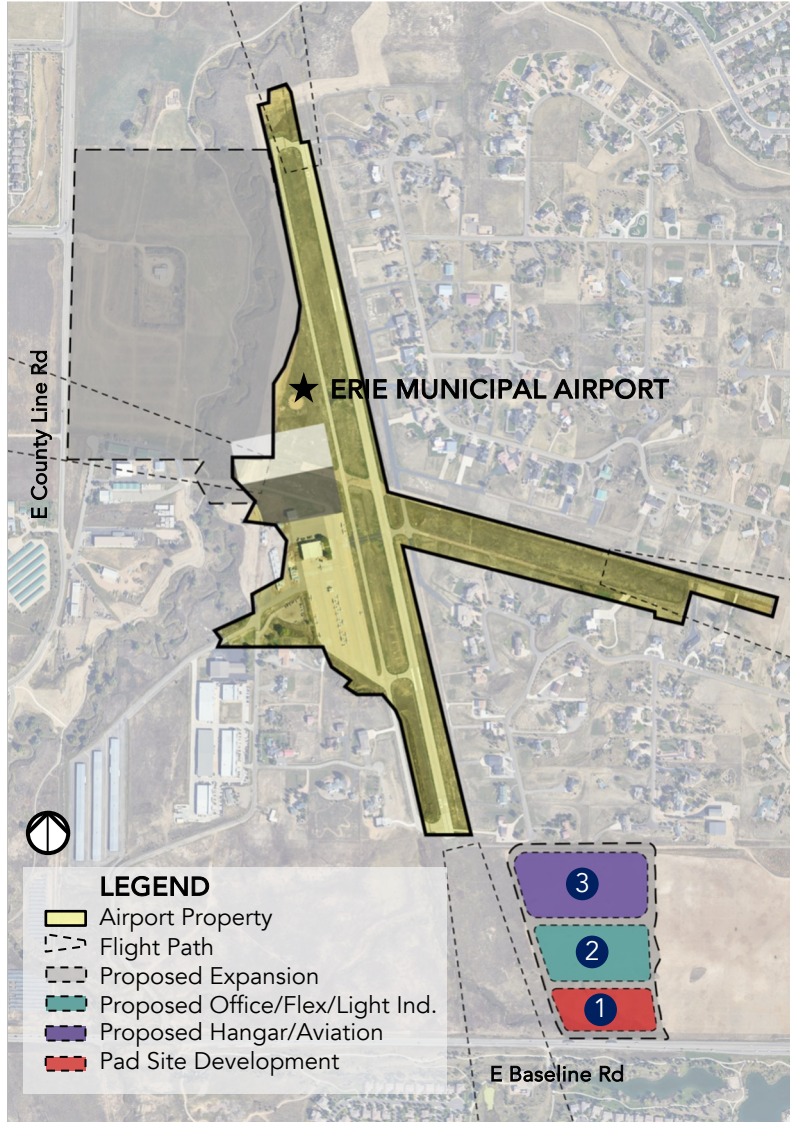 E County Line Rd
ERIE MUNICIPAL AIRPORT
3
2
1
LEGEND
Airport Property
Flight Path
Proposed Expansion
Proposed Office/Flex/Light Ind.
Proposed Hangar/Aviation
Pad Site Development
E Baseline Rd